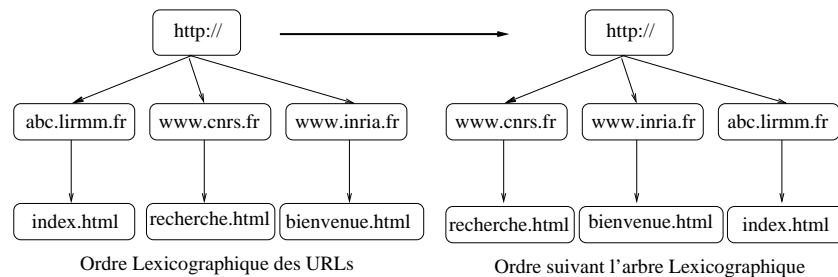 http://
http://
abc.lirmm.fr
www.cnrs.fr
www.inria.fr
www.cnrs.fr
www.inria.fr
abc.lirmm.fr
index.html
recherche.html
bienvenue.html
recherche.html
bienvenue.html
index.html
Ordre Lexicographique des URLs
Ordre suivant l'arbre Lexicographique